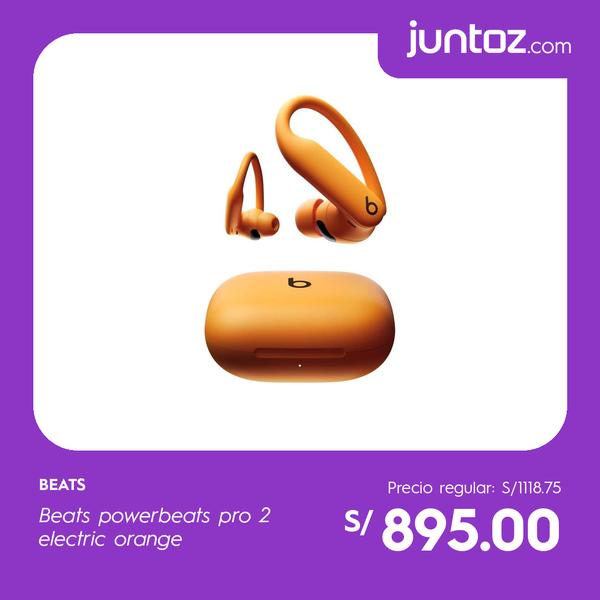 juntoz.com
b
b
BEATS
Beats powerbeats pro 2
electric orange
Precio regular: S/1118.75
S/ 895.00